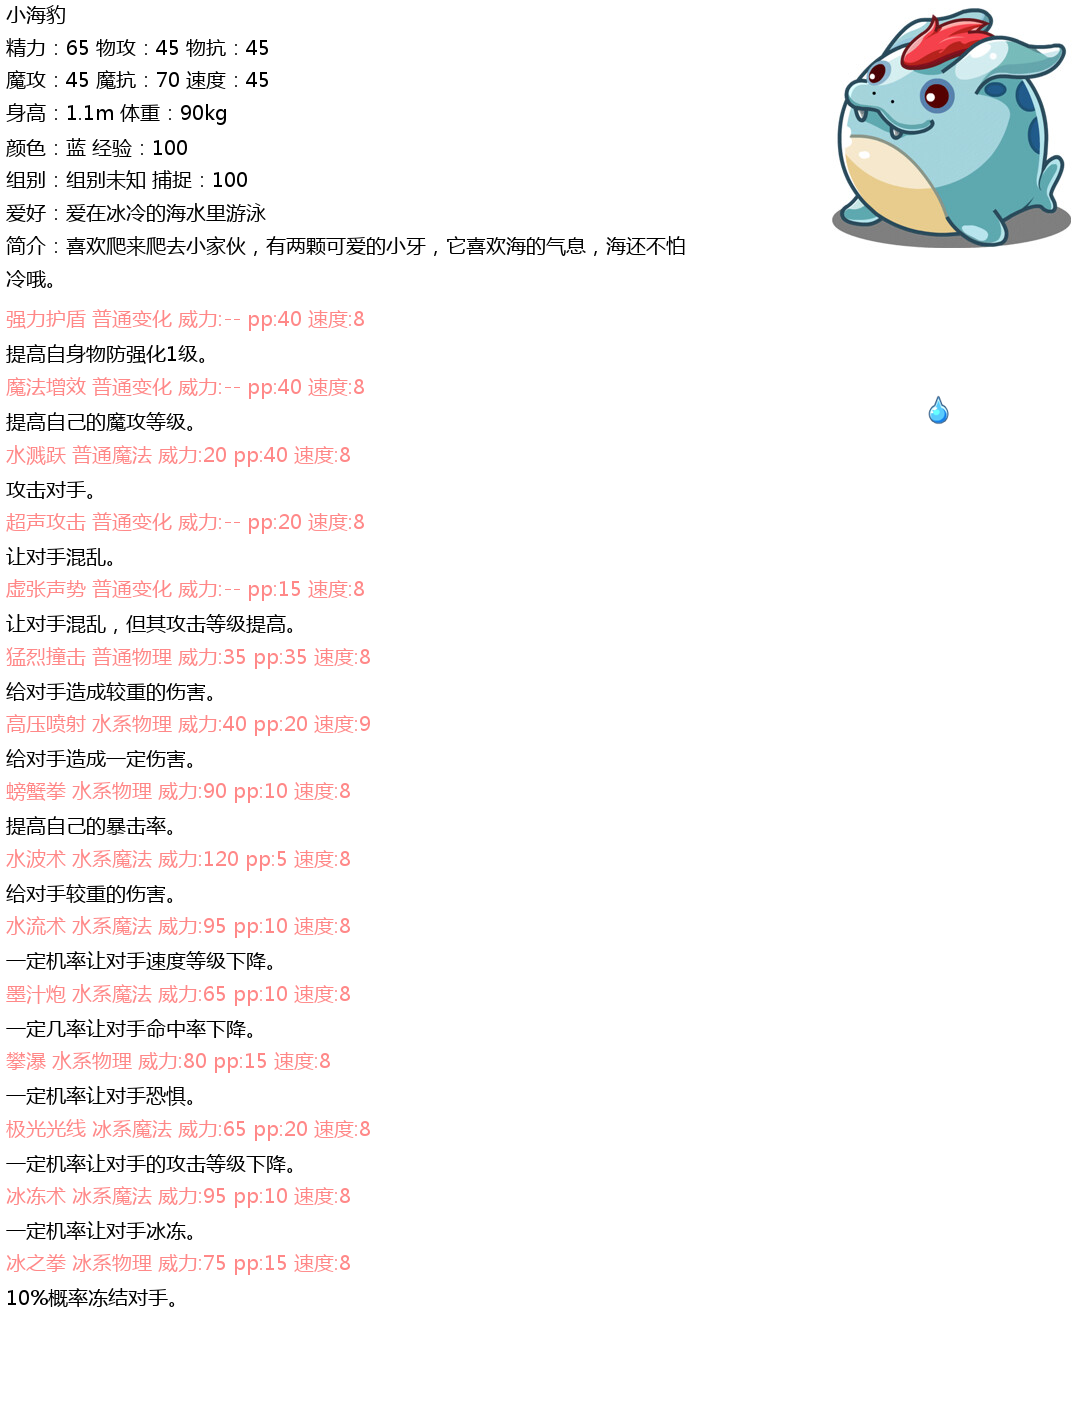 小海豹
精力：65 物攻：45 物抗：45
魔攻：45 魔抗：70 速度：45
身高：1.1m 体重：90kg
颜色：蓝 经验：100
组别：组别未知 捕捉：100
爱好：爱在冰冷的海水里游泳
简介：喜欢爬来爬去小家伙，有两颗可爱的小牙，它喜欢海的气息，海还不怕
冷哦。
强力护盾 普通变化 威力:-- pp:40 速度:8
提高自身物防强化1级。
魔法增效 普通变化 威力:-- pp:40 速度:8
提高自己的魔攻等级。
水溅跃 普通魔法 威力:20 pp:40 速度:8
攻击对手。
超声攻击 普通变化 威力:-- pp:20 速度:8
让对手混乱。
虚张声势 普通变化 威力:-- pp:15 速度:8
让对手混乱，但其攻击等级提高。
猛烈撞击 普通物理 威力:35 pp:35 速度:8
给对手造成较重的伤害。
高压喷射 水系物理 威力:40 pp:20 速度:9
给对手造成一定伤害。
螃蟹拳 水系物理 威力:90 pp:10 速度:8
提高自己的暴击率。
水波术 水系魔法 威力:120 pp:5 速度:8
给对手较重的伤害。
水流术 水系魔法 威力:95 pp:10 速度:8
一定机率让对手速度等级下降。
墨汁炮 水系魔法 威力:65 pp:10 速度:8
一定几率让对手命中率下降。
攀瀑 水系物理 威力:80 pp:15 速度:8
一定机率让对手恐惧。
极光光线 冰系魔法 威力:65 pp:20 速度:8
一定机率让对手的攻击等级下降。
冰冻术 冰系魔法 威力:95 pp:10 速度:8
一定机率让对手冰冻。
冰之拳 冰系物理 威力:75 pp:15 速度:8
10%概率冻结对手。